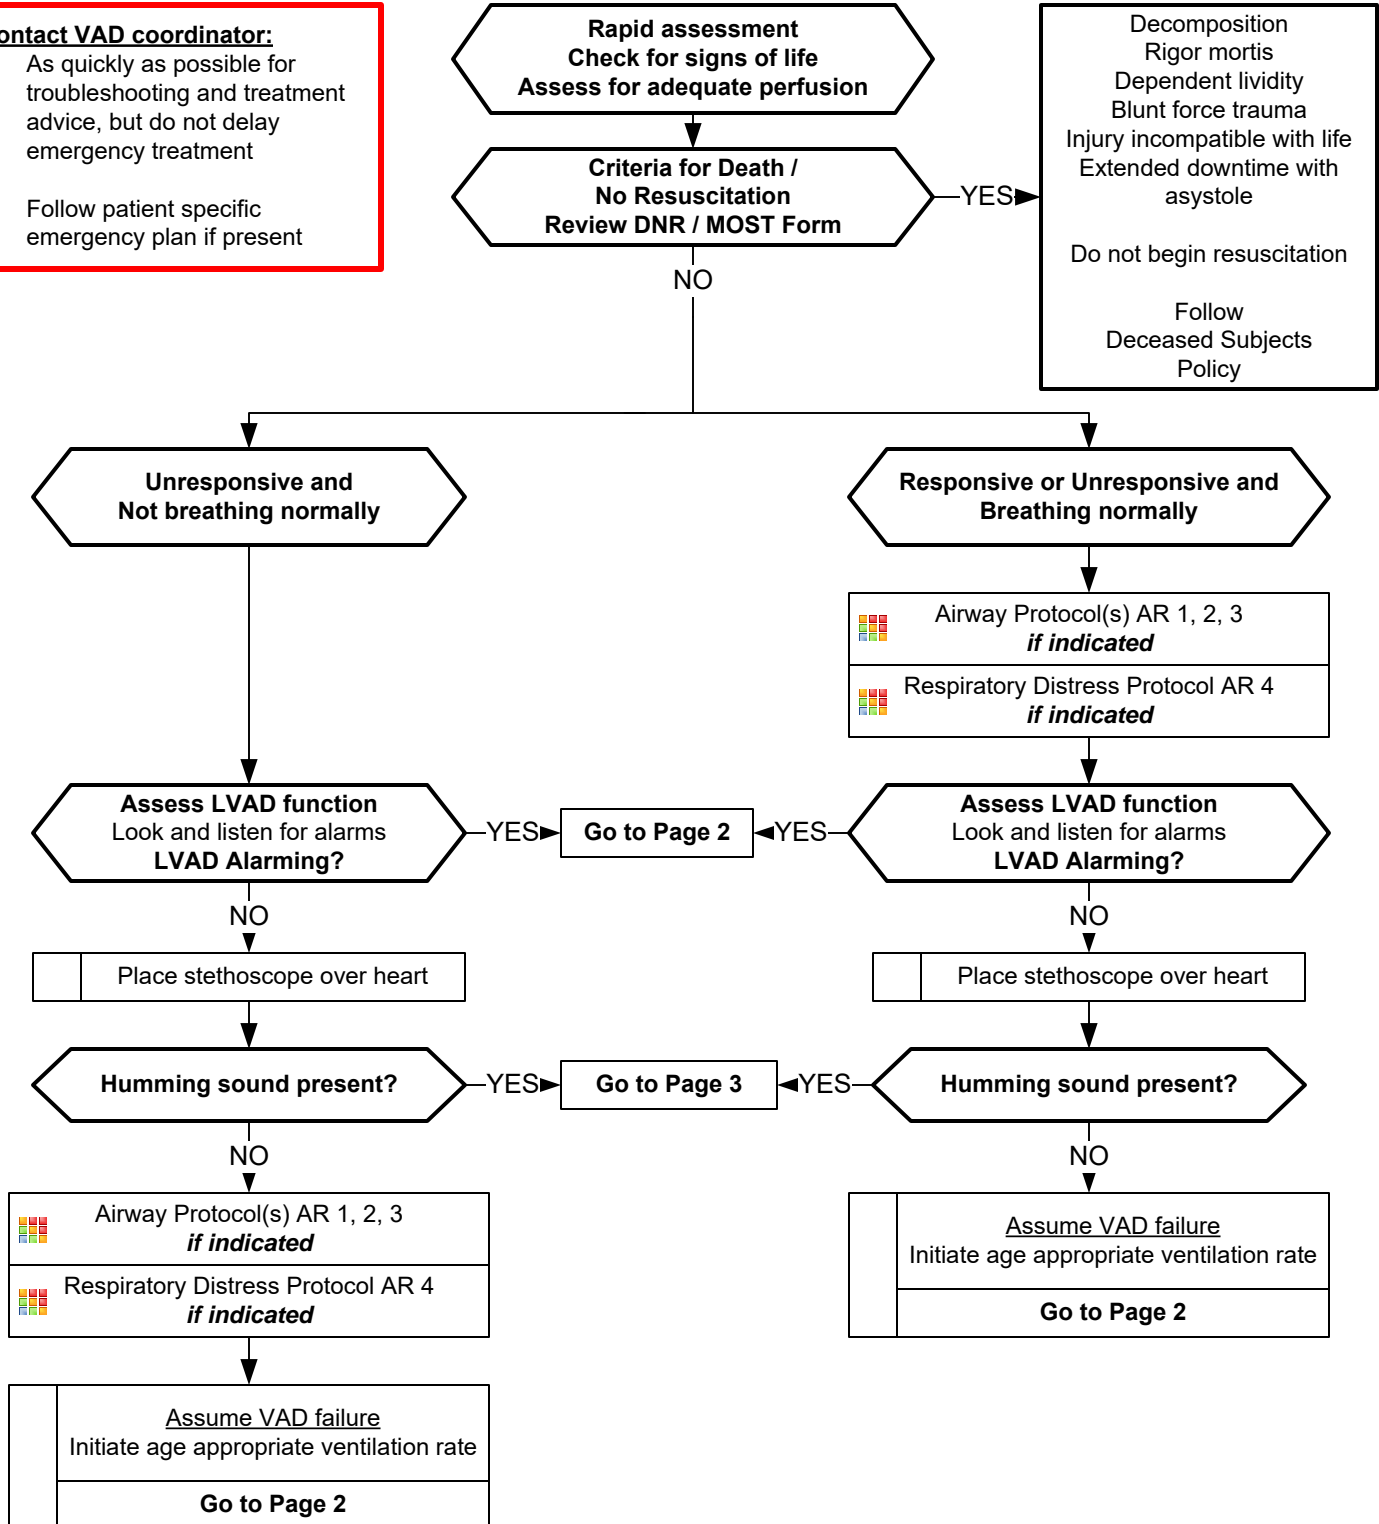 ontact VAD coordinator:
As quickly as possible for
troubleshooting and treatment
advice, but do not delay
emergency treatment
Follow patient specific
emergency plan if present
Rapid assessment
Check for signs of life
Assess for adequate perfusion
Criteria for Death /
No Resuscitation
Review DNR / MOST Form
YES
Decomposition
Rigor mortis
Dependent lividity
Blunt force trauma
Injury incompatible with life
Extended downtime with
asystole
Do not begin resuscitation
Follow
Deceased Subjects
Policy
NO
Unresponsive and
Not breathing normally
Responsive or Unresponsive and
Breathing normally
Airway Protocol(s) AR 1, 2, 3
if indicated
Respiratory Distress Protocol AR 4
if indicated
Assess LVAD function
Look and listen for alarms
LVAD Alarming?
YES
Go to Page 2
YES
Assess LVAD function
Look and listen for alarms
LVAD Alarming?
NO
NO
Place stethoscope over heart
Place stethoscope over heart
Humming sound present?
YES
Go to Page 3
YES
Humming sound present?
NO
NO
Airway Protocol(s) AR 1, 2, 3
if indicated
Respiratory Distress Protocol AR 4
if indicated
Assume VAD failure
Initiate age appropriate ventilation rate
Go to Page 2
Assume VAD failure
Initiate age appropriate ventilation rate
Go to Page 2